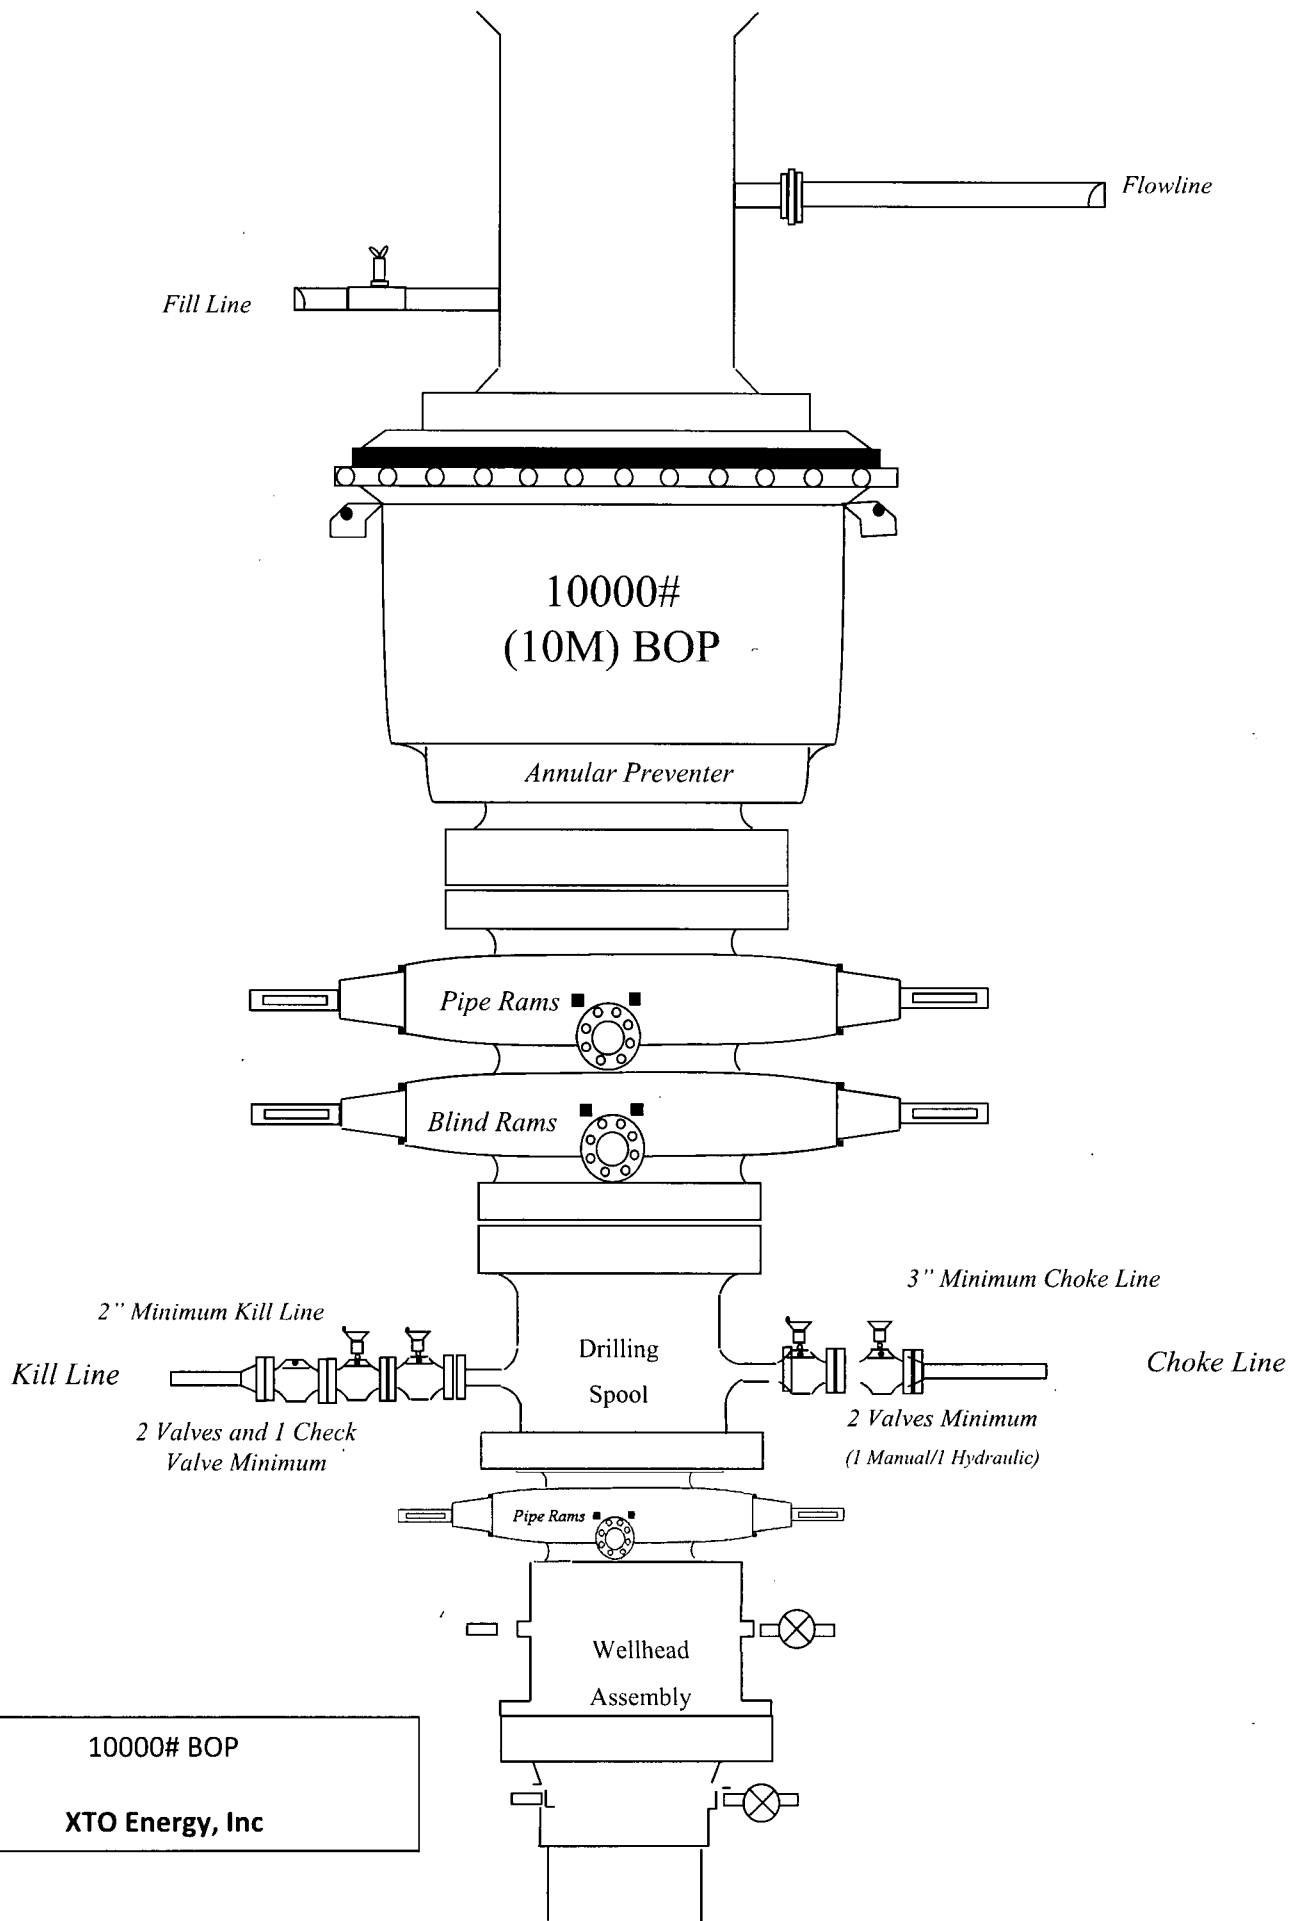 Flowline
Fill Line
10000#
(10M) BOP
Annular Preventer
Pipe Rams
Blind Rams
3” Minimum Choke Line
2” Minimum Kill Line
Drilling
Spool
Kill Line
Choke Line
2 Valves and 1 Check
Valve Minimum
2 Valves Minimum
(1 Manual/1 Hydraulic)
Pipe Rams
Wellhead
Assembly
10000# BOP
XTO Energy, Inc